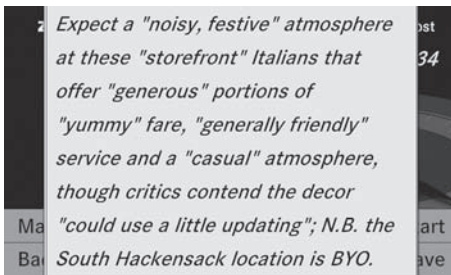 Expect a "noisy, festive" atmosphere
at these "storefront" Italians that
offer "generous" portions of
"yummy" fare, "generally friendly"
service and a "casual" atmosphere,
though critics contend the decor
"could use a little updating"; N.B. the
South Hackensack location is BYO.